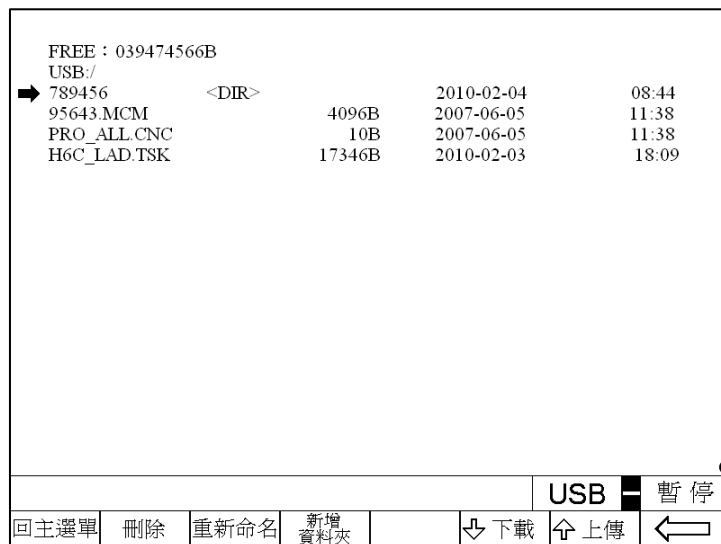 FREE：039474566B
USB:/
789456 <DIR> 2010-02-04 08:44
95643.MCM 4096B 2007-06-05 11:38
PRO_ALL.CNC 10B 2007-06-05 11:38
H6C_LAD.TSK 17346B 2010-02-03 18:09
USB 暫停
回主選單 刪除 重新命名 新增資料夾 下載 上傳